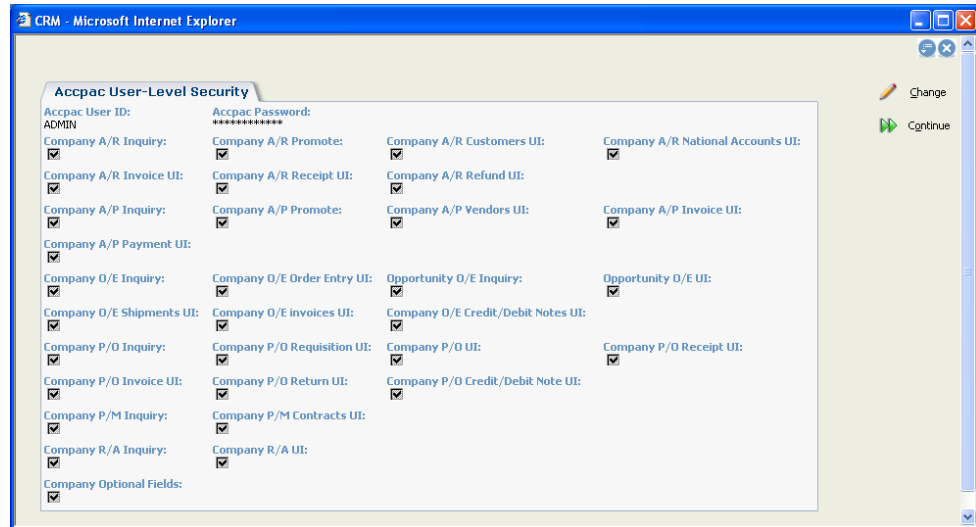 CRM - Microsoft Internet Explorer
Accpac User-Level Security
Change
Continue
Accpac User ID: Accpac Password:
ADMIN ************
Company A/R Inquiry: Company A/R Promote: Company A/R Customers UI: Company A/R National Accounts UI:
Company A/R Invoice UI: Company A/R Receipt UI: Company A/R Refund UI:
Company A/P Inquiry: Company A/P Promote: Company A/P Vendors UI: Company A/P Invoice UI:
Company A/P Payment UI:
Company O/E Inquiry: Company O/E Order Entry UI: Opportunity O/E Inquiry: Opportunity O/E UI:
Company O/E Shipments UI: Company O/E invoices UI: Company O/E Credit/Debit Notes UI:
Company P/O Inquiry: Company P/O Requisition UI: Company P/O UI: Company P/O Receipt UI:
Company P/O Invoice UI: Company P/O Return UI: Company P/O Credit/Debit Note UI:
Company P/M Inquiry: Company P/M Contracts UI:
Company R/A Inquiry: Company R/A UI:
Company Optional Fields: